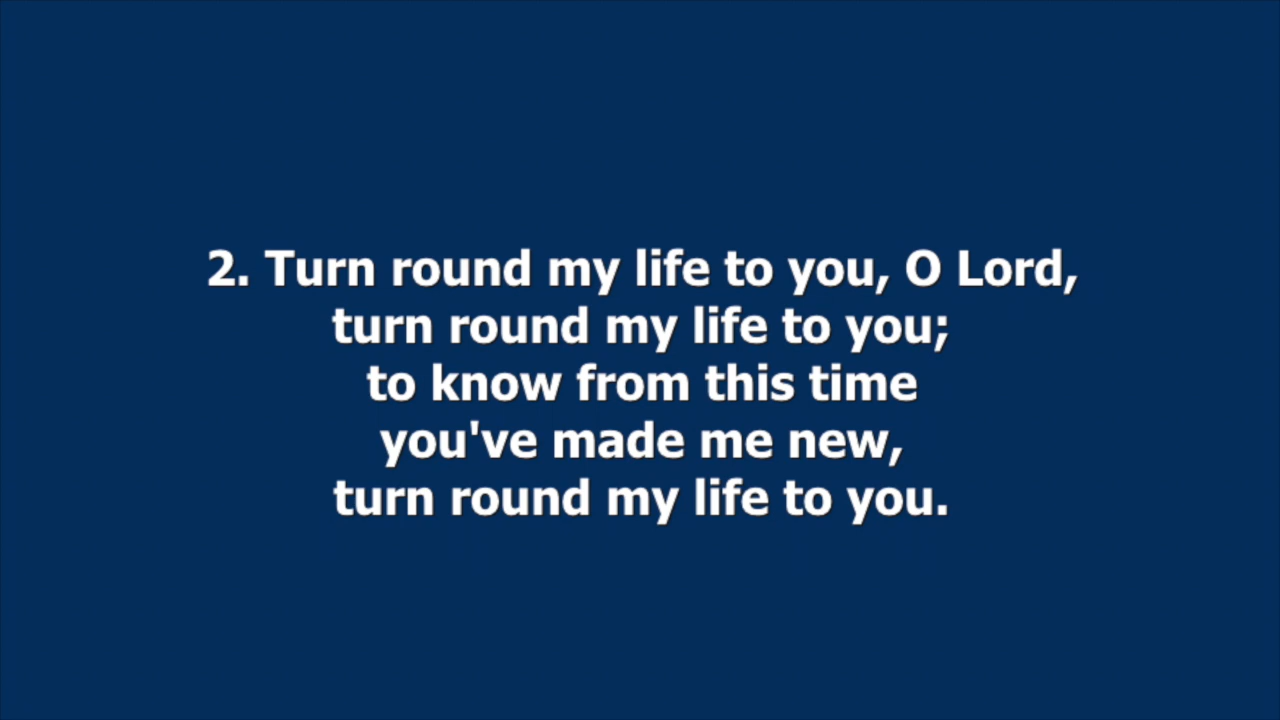 2. Turn round my life to you, O Lord,
turn round my life to you;
to know from this time
you've made me new,
turn round my life to you.